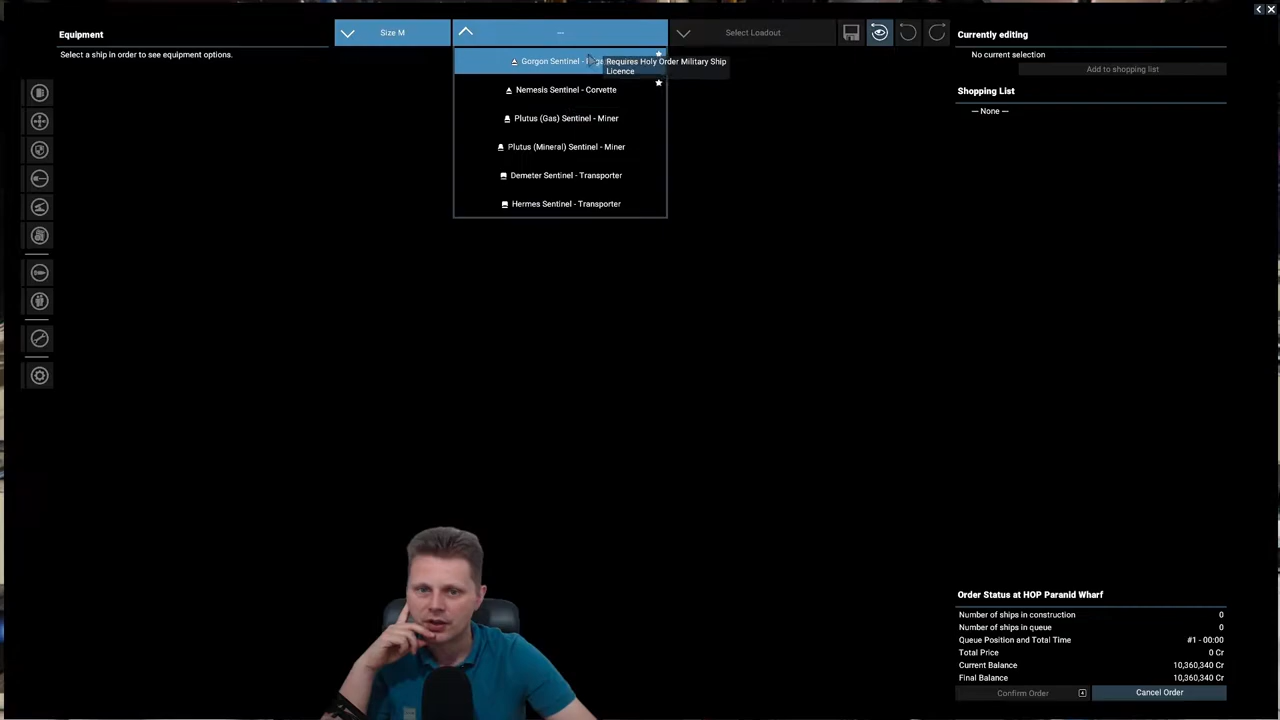 Equipment
Select a ship in order to see equipment options.
Size M
---
Select Loadout
Gorgon Sentinel -
Requires Holy Order Military Ship
Licence
Nemesis Sentinel - Corvette
Plutus (Gas) Sentinel - Miner
Plutus (Mineral) Sentinel - Miner
Demeter Sentinel - Transporter
Hermes Sentinel - Transporter
Currently editing
No current selection
Add to shopping list
Shopping List
--- None ---
Order Status at HOP Paranid Wharf
Number of ships in construction 0
Number of ships in queue 0
Queue Position and Total Time #1 - 00:00
Total Price 0 Cr
Current Balance 10,360,340 Cr
Final Balance 10,360,340 Cr
Confirm Order
Cancel Order